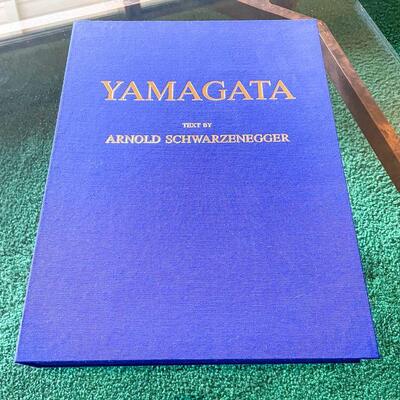 YAMAGATA
TEXT BY
ARNOLD SCHWARZENEGGER